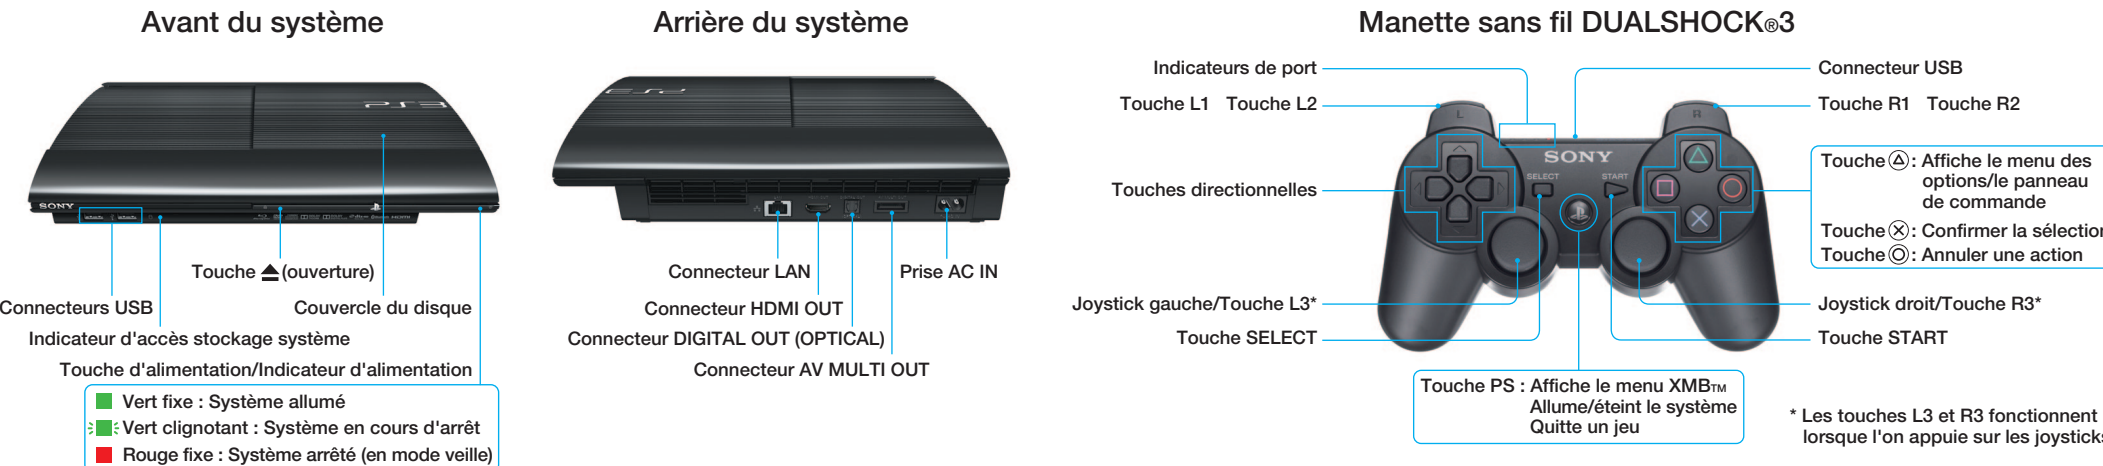 Avant du système
PS3
SONY
Touche (ouverture)
Connecteurs USB
Couvercle du disque
Indicateur d'accès stockage système
Touche d'alimentation/Indicateur d'alimentation
Vert fixe : Système allumé
Vert clignotant : Système en cours d'arrêt
Rouge fixe : Système arrêté (en mode veille)
Arrière du système
PS3
Connecteur LAN
Prise AC IN
Connecteur HDMI OUT
Connecteur DIGITAL OUT (OPTICAL)
Connecteur AV MULTI OUT
Manette sans fil DUALSHOCK®3
Indicateurs de port
Connecteur USB
Touche L1 Touche L2
Touche R1 Touche R2
L
R
SONY
SELECT
START
Touches directionnelles
Touche △ : Affiche le menu des
options/le panneau
de commande
Touche ✕ : Confirmer la sélection
Touche ○ : Annuler une action
Joystick gauche/Touche L3*
Joystick droit/Touche R3*
Touche SELECT
Touche START
Touche PS : Affiche le menu XMB™
Allume/éteint le système
Quitte un jeu
* Les touches L3 et R3 fonctionnent
lorsque l'on appuie sur les joysticks